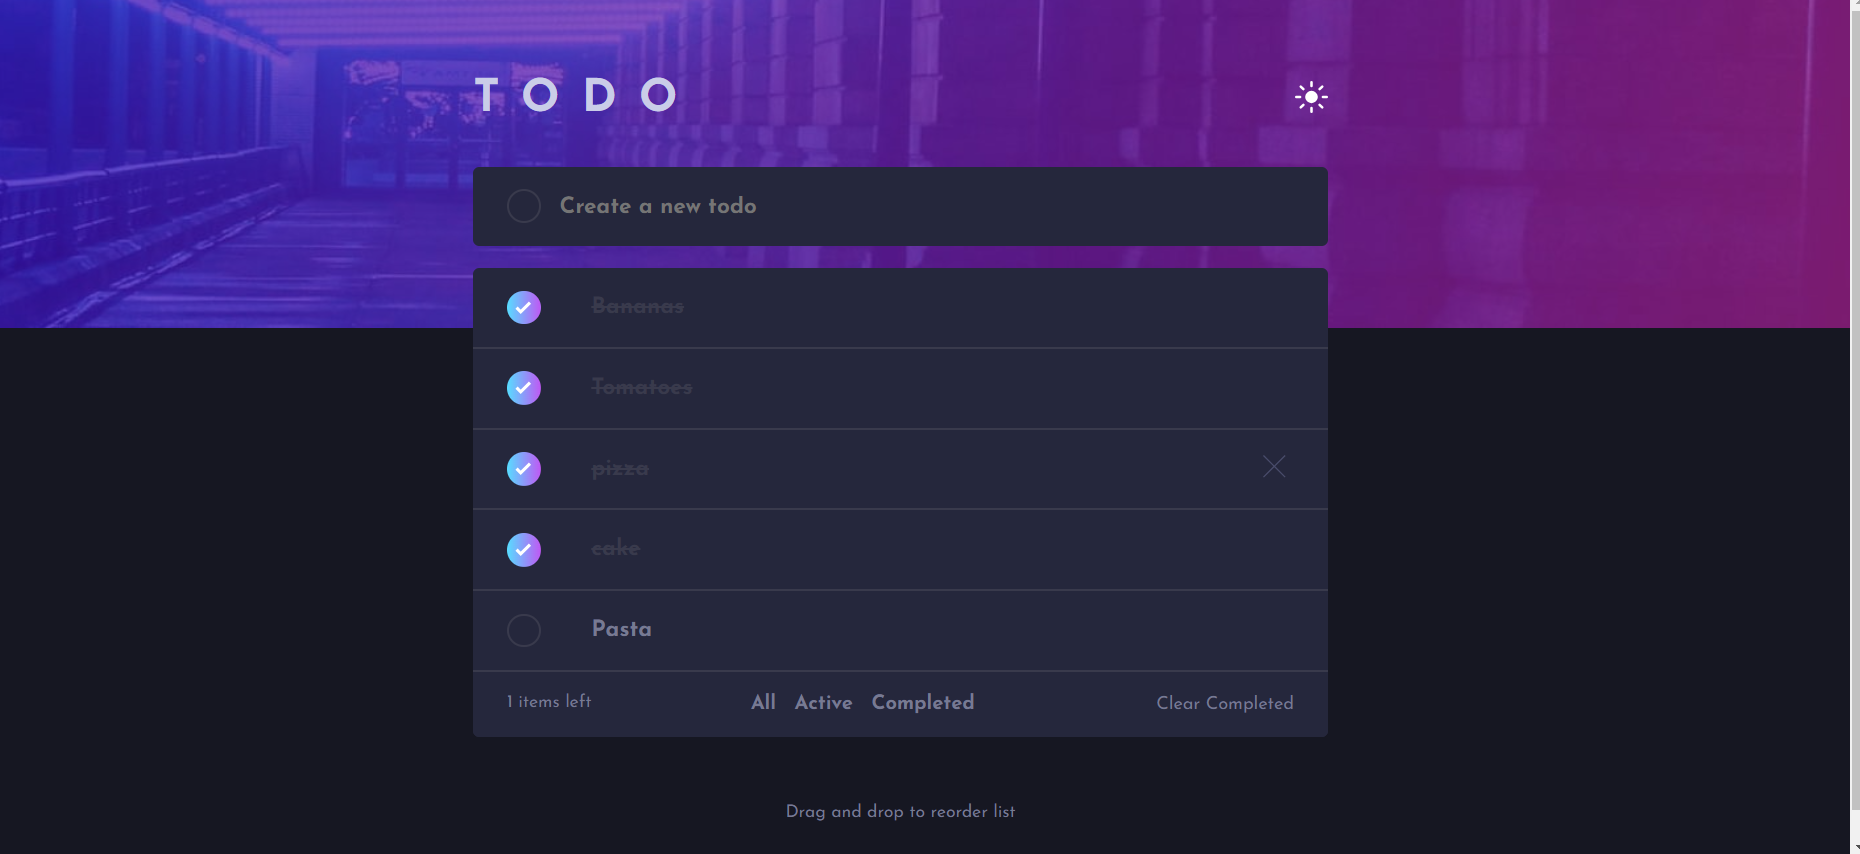 TODO
Create a new todo
Bananas
Tomatoes
pizza
cake
Pasta
1 items left
All Active Completed
Clear Completed
Drag and drop to reorder list